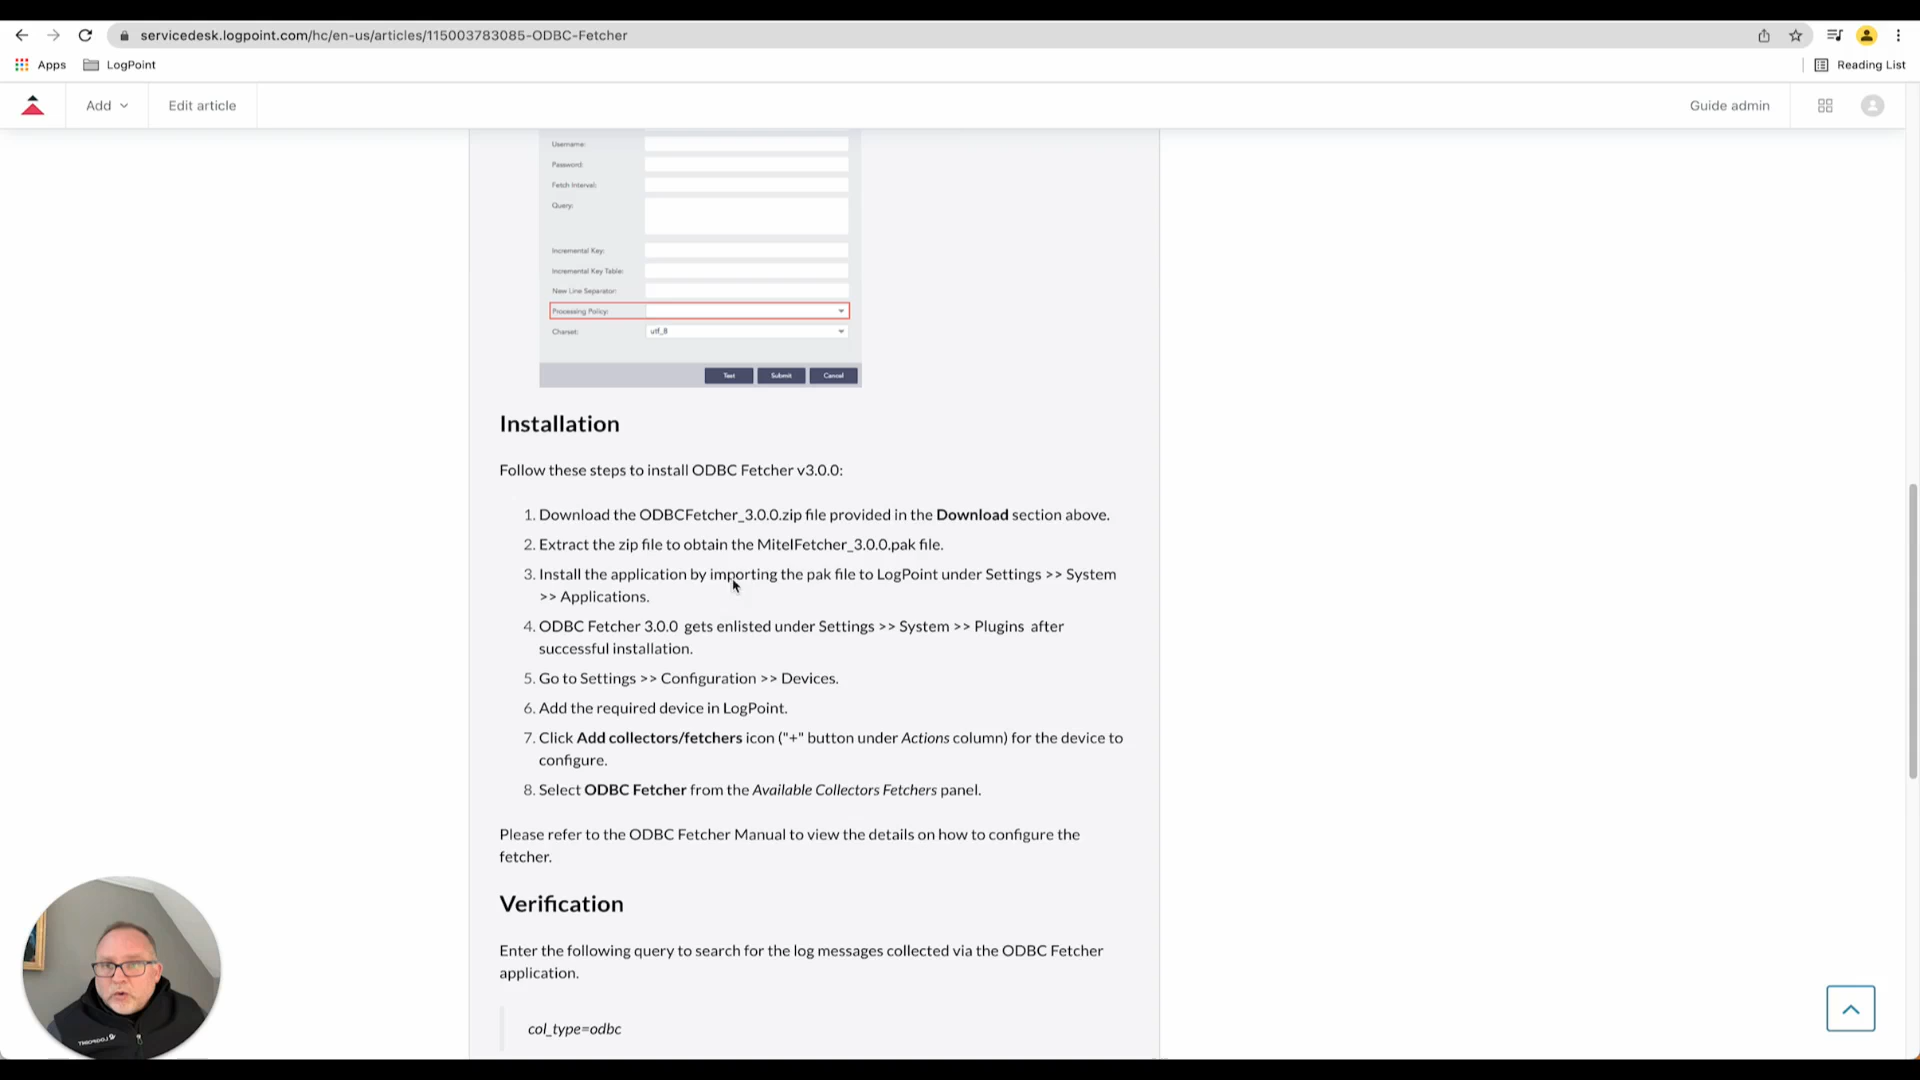 servicedesk.logpoint.com/hc/en-us/articles/115003783085-ODBC-Fetcher
Apps
LogPoint
Reading List
Add
Edit article
Guide admin
Username:
Password:
Fetch Interval:
Query:
Incremental Key:
Incremental Key Table:
New Line Separator:
Processing Policy:
Charset:
utf_8
Test
Submit
Cancel
Installation
Follow these steps to install ODBC Fetcher v3.0.0:
1. Download the ODBCFetcher_3.0.0.zip file provided in the Download section above.
2. Extract the zip file to obtain the MitelFetcher_3.0.0.pak file.
3. Install the application by importing the pak file to LogPoint under Settings >> System
>> Applications.
4. ODBC Fetcher 3.0.0 gets enlisted under Settings >> System >> Plugins after
successful installation.
5. Go to Settings >> Configuration >> Devices.
6. Add the required device in LogPoint.
7. Click Add collectors/fetchers icon ("+" button under Actions column) for the device to
configure.
8. Select ODBC Fetcher from the Available Collectors Fetchers panel.
Please refer to the ODBC Fetcher Manual to view the details on how to configure the
fetcher.
Verification
Enter the following query to search for the log messages collected via the ODBC Fetcher
application.
col_type=odbc